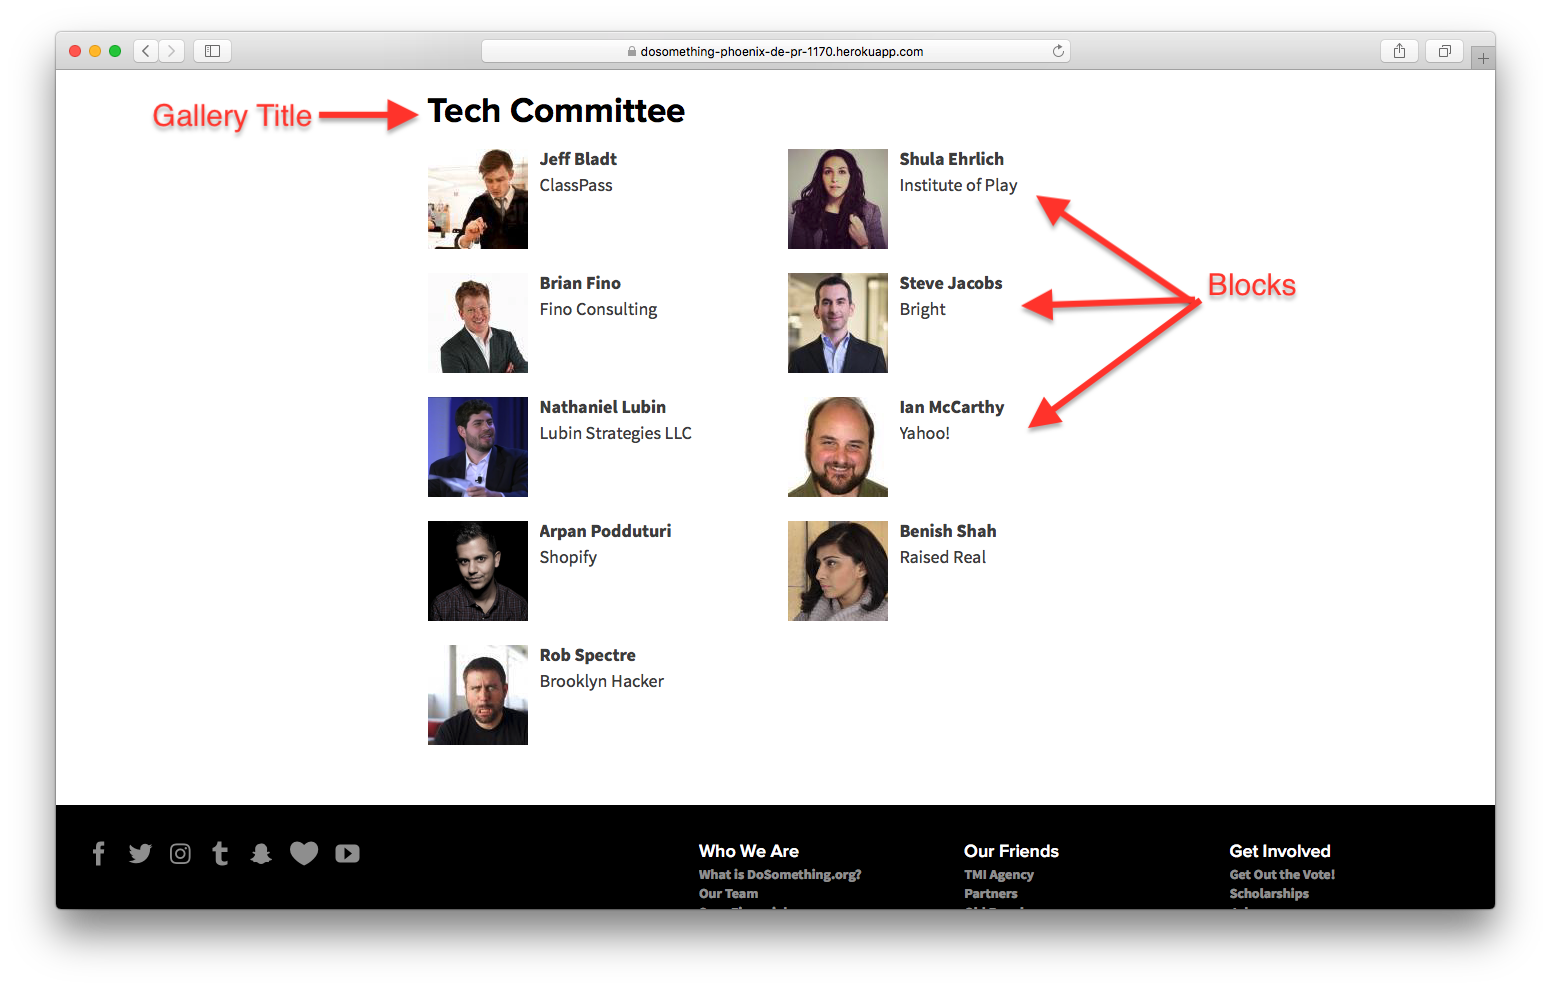 dosomething-phoenix-de-pr-1170.herokuapp.com
Gallery Title
Tech Committee
Jeff Bladt
ClassPass
Shula Ehrlich
Institute of Play
Brian Fino
Fino Consulting
Steve Jacobs
Bright
Blocks
Nathaniel Lubin
Lubin Strategies LLC
Ian McCarthy
Yahoo!
Arpan Podduturi
Shopify
Benish Shah
Raised Real
Rob Spectre
Brooklyn Hacker
Who We Are
What is DoSomething.org?
Our Team
Our Friends
TMI Agency
Partners
Get Involved
Get Out the Vote!
Scholarships